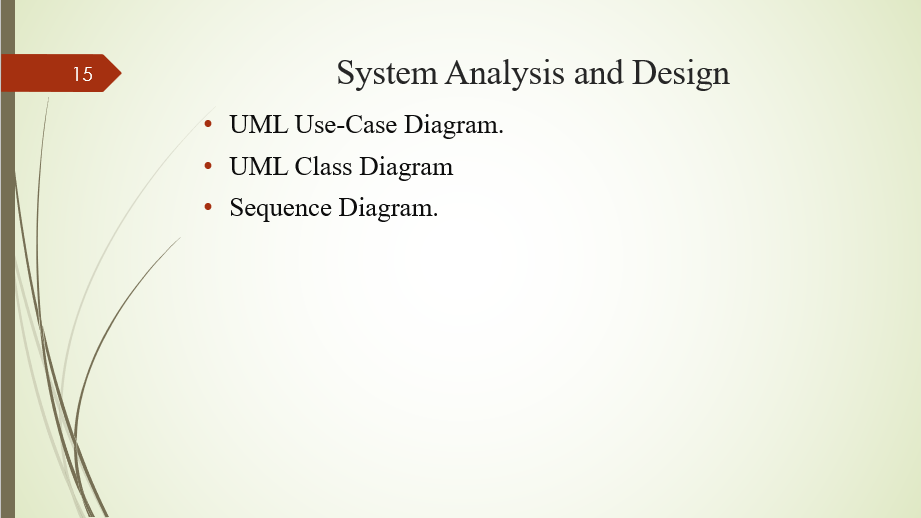 15
System Analysis and Design
• UML Use-Case Diagram.
• UML Class Diagram
• Sequence Diagram.